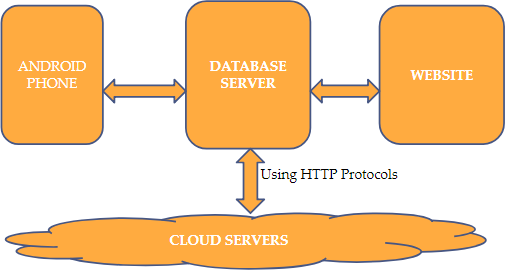 ANDROID
PHONE
DATABASE
SERVER
WEBSITE
Using HTTP Protocols
CLOUD SERVERS